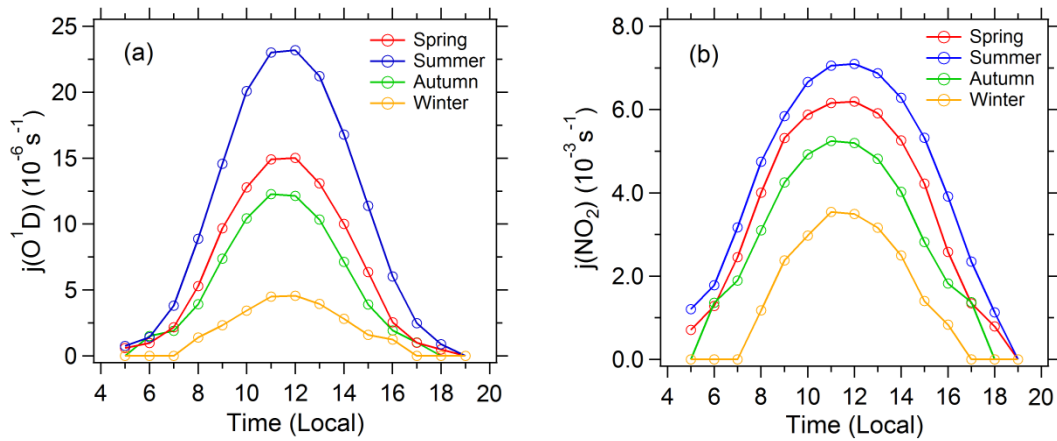 (a)
Spring
Summer
Autumn
Winter
j(O¹D) (10⁻⁶ s⁻¹)
25
20
15
10
5
0
4 6 8 10 12 14 16 18 20
Time (Local)
(b)
Spring
Summer
Autumn
Winter
j(NO₂) (10⁻³ s⁻¹)
8.0
6.0
4.0
2.0
0.0
4 6 8 10 12 14 16 18 20
Time (Local)